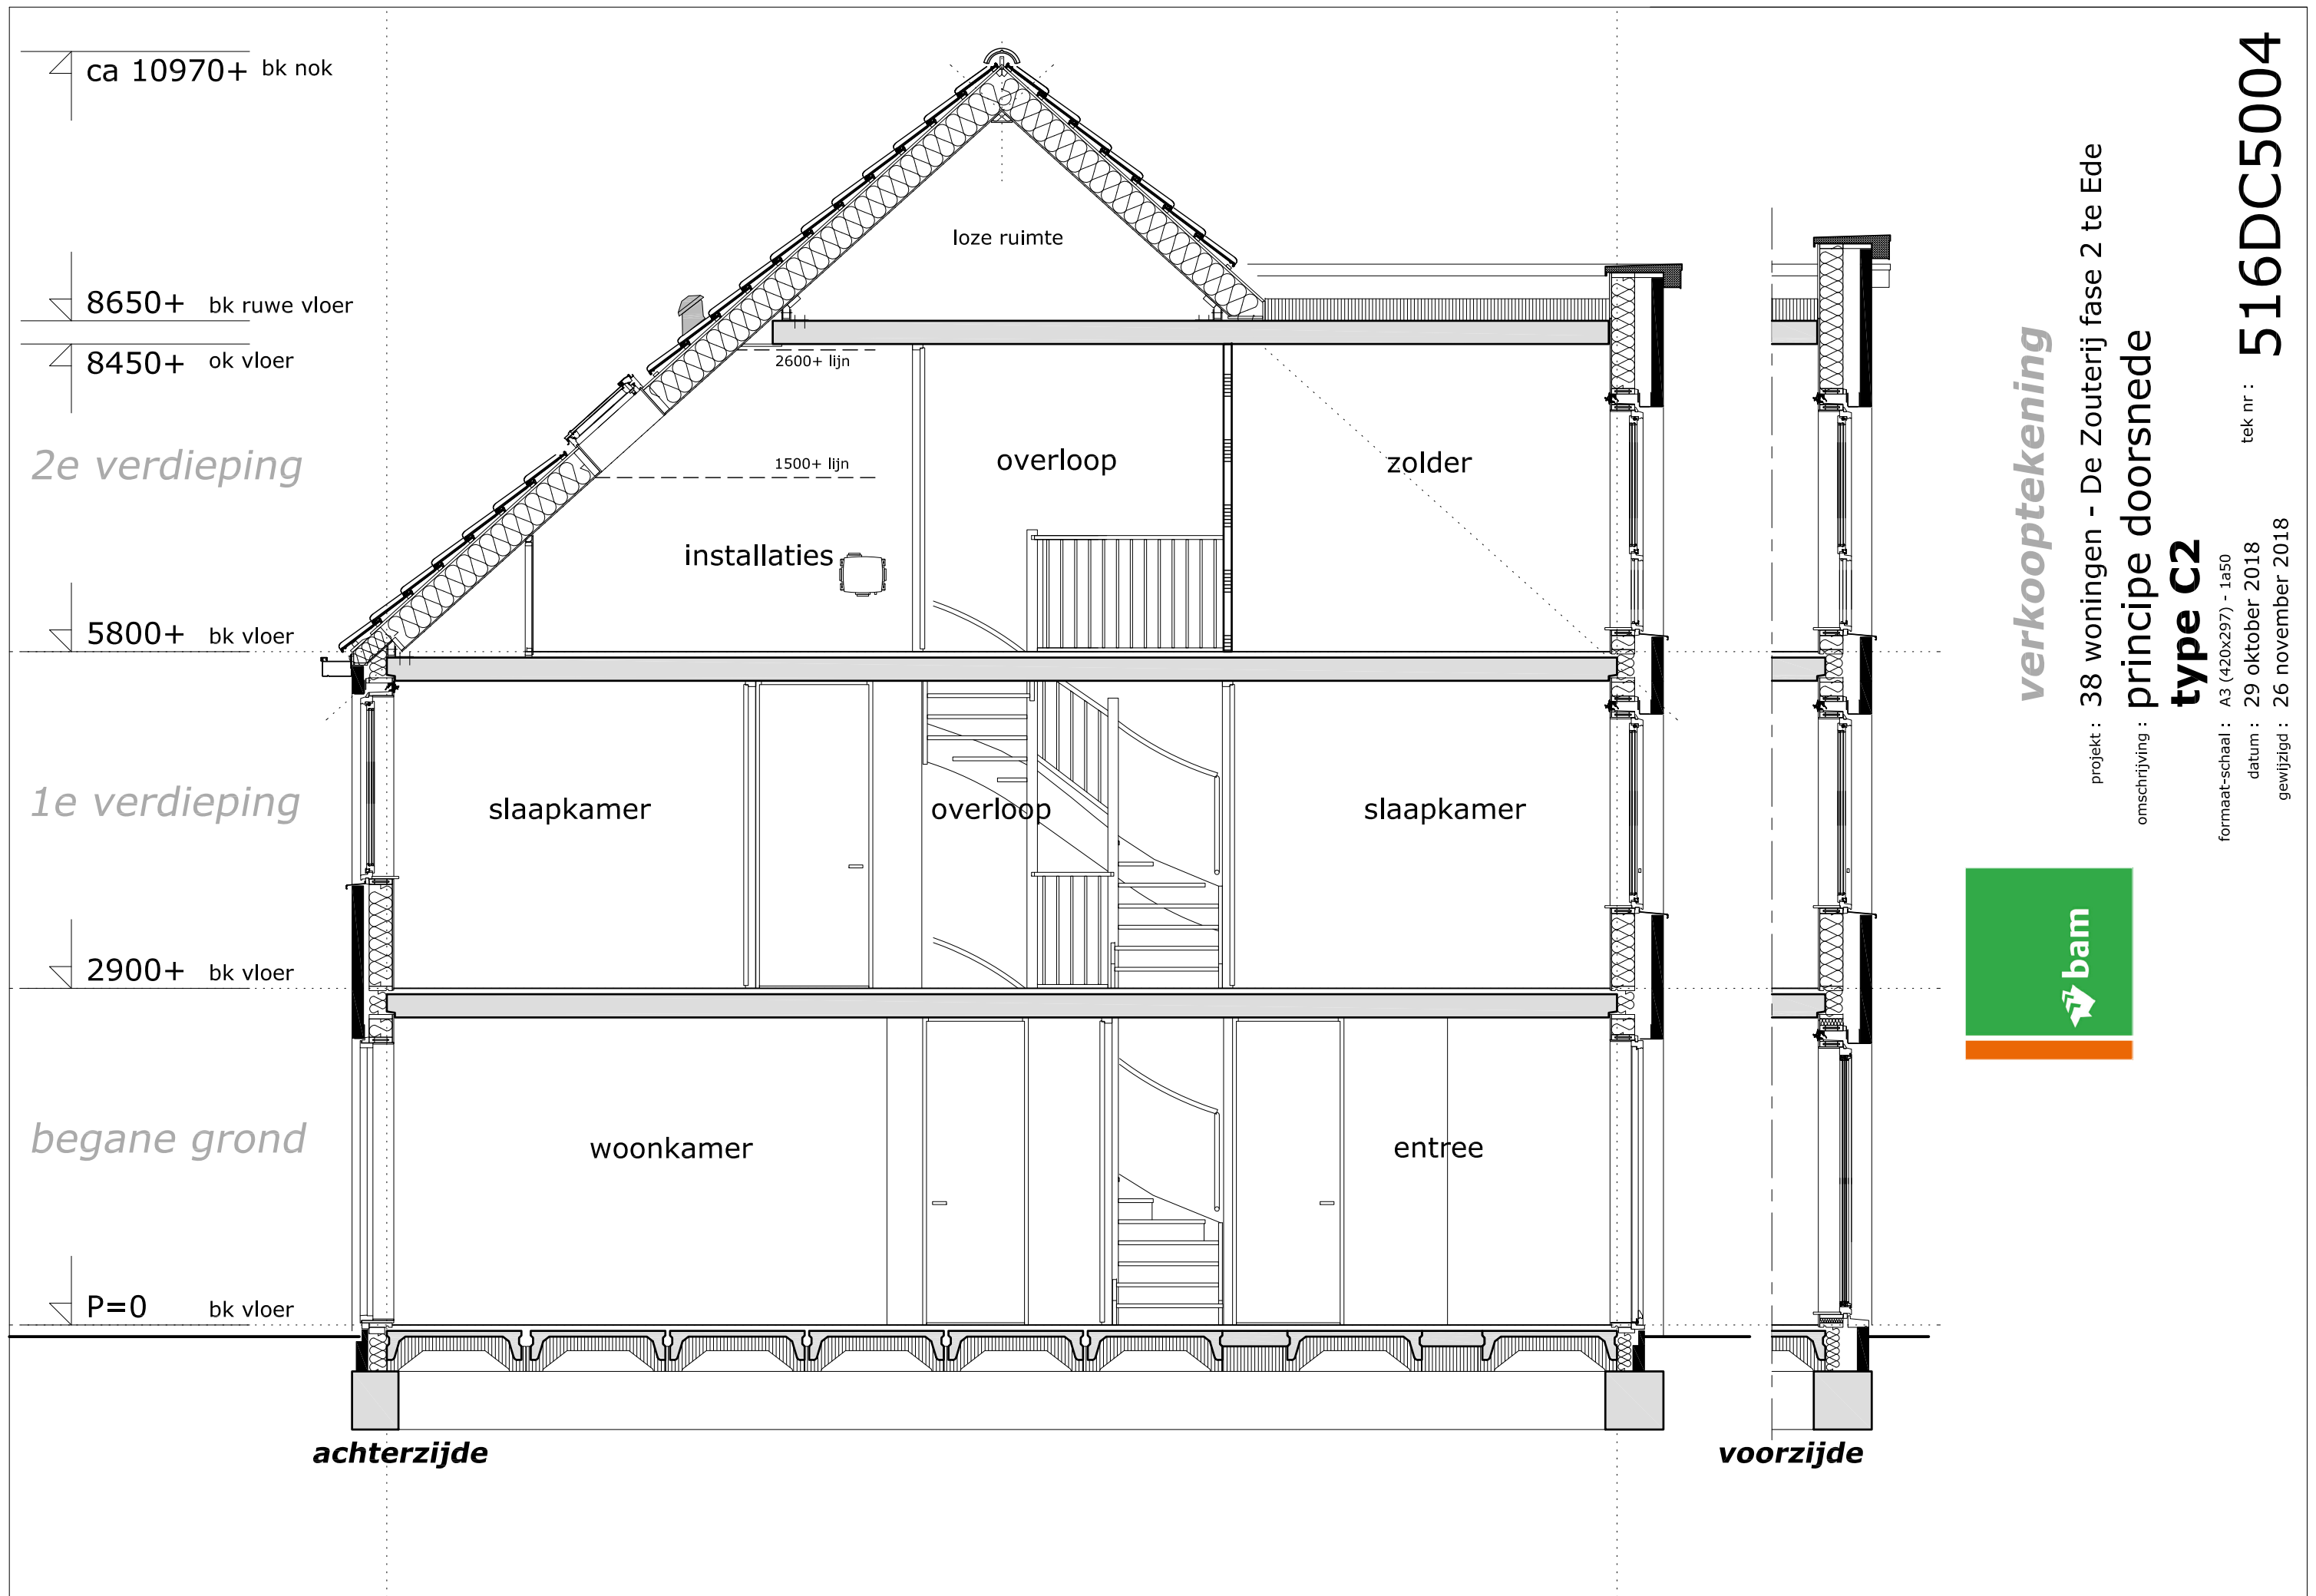 ca 10970+ bk nok
8650+ bk ruwe vloer
8450+ ok vloer
2e verdieping
5800+ bk vloer
1e verdieping
2900+ bk vloer
begane grond
P=0 bk vloer
loze ruimte
2600+ lijn
1500+ lijn
overloop
zolder
installaties
slaapkamer
overloop
slaapkamer
woonkamer
entree
achterzijde
voorzijde
verkooptekening
projekt : 38 woningen - De Zouterij fase 2 te Ede
omschrijving : principe doorsnede
type C2
formaat-schaal : A3 (420x297) - 1a50
tek nr : 516DC5004
datum : 29 oktober 2018
gewijzigd : 26 november 2018
bam